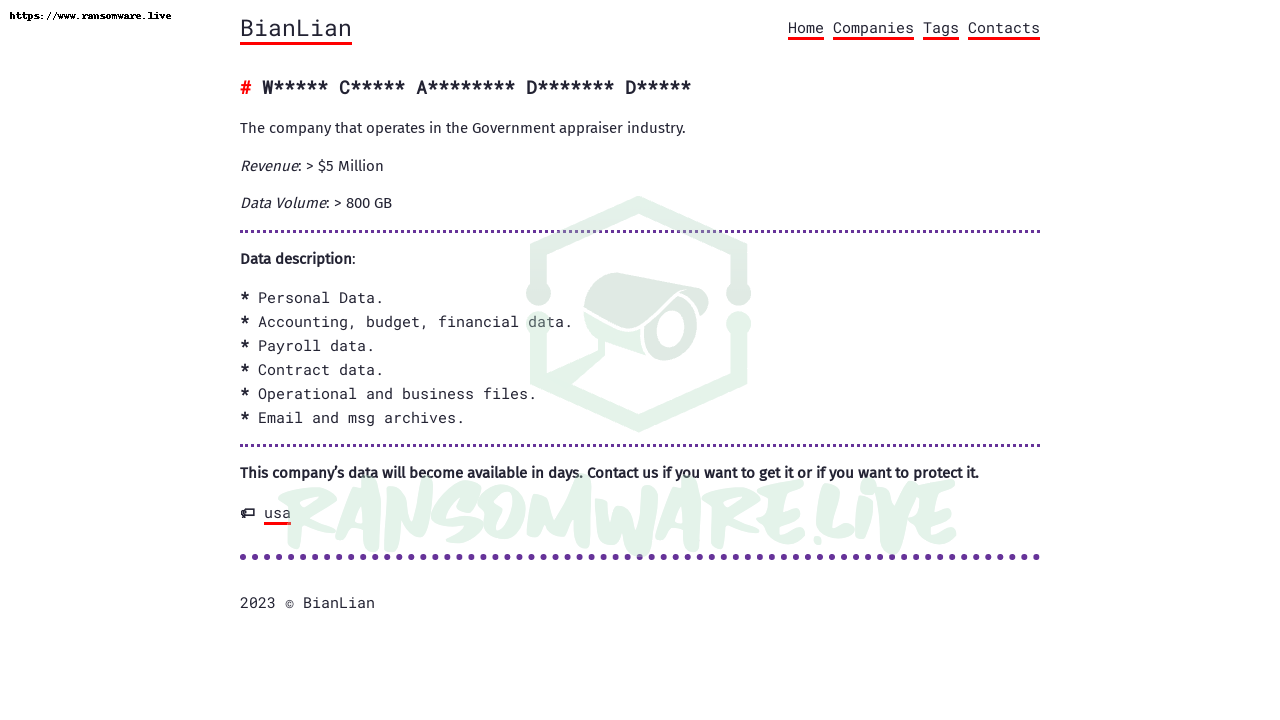 https://www.ransomware.live
BianLian
Home Companies Tags Contacts
# W***** C***** A******** D******* D*****
The company that operates in the Government appraiser industry.
Revenue: > $5 Million
Data Volume: > 800 GB
Data description:
* Personal Data.
* Accounting, budget, financial data.
* Payroll data.
* Contract data.
* Operational and business files.
* Email and msg archives.
This company’s data will become available in days. Contact us if you want to get it or if you want to protect it.
RANSOMWARE.LIVE
usa
2023 © BianLian